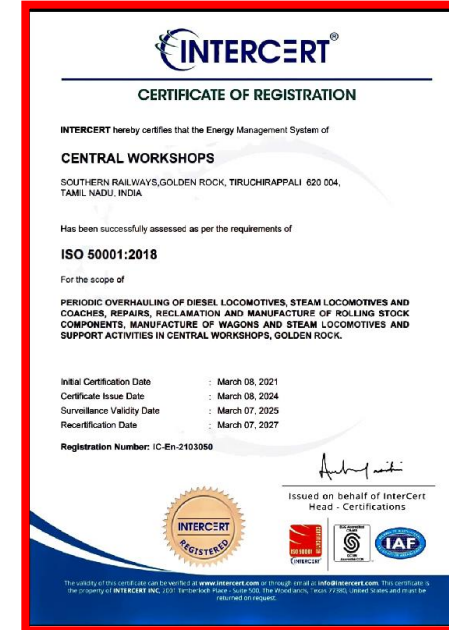 INTERCERT®
CERTIFICATE OF REGISTRATION
INTERCERT hereby certifies that the Energy Management System of
CENTRAL WORKSHOPS
SOUTHERN RAILWAYS,GOLDEN ROCK, TIRUCHIRAPPALI 620 004,
TAMIL NADU, INDIA
Has been successfully assessed as per the requirements of
ISO 50001:2018
For the scope of
PERIODIC OVERHAULING OF DIESEL LOCOMOTIVES, STEAM LOCOMOTIVES AND
COACHES, REPAIRS, RECLAMATION AND MANUFACTURE OF ROLLING STOCK
COMPONENTS, MANUFACTURE OF WAGONS AND STEAM LOCOMOTIVES AND
SUPPORT ACTIVITIES IN CENTRAL WORKSHOPS, GOLDEN ROCK.
Initial Certification Date : March 08, 2021
Certificate Issue Date : March 08, 2024
Surveillance Validity Date : March 07, 2025
Recertification Date : March 07, 2027
Registration Number: IC-En-2103050
Issued on behalf of InterCert
Head - Certifications
INTERCERT
REGISTERED
ISO 50001
INTERCERT
IAF
The validity of this certificate can be verified at www.intercert.com or through email at info@intercert.com. This certificate is
the property of INTERCERT INC, 2001 Timberloch Place - Suite 500, The Woodlands, Texas 77380, United States and must be
returned on request.